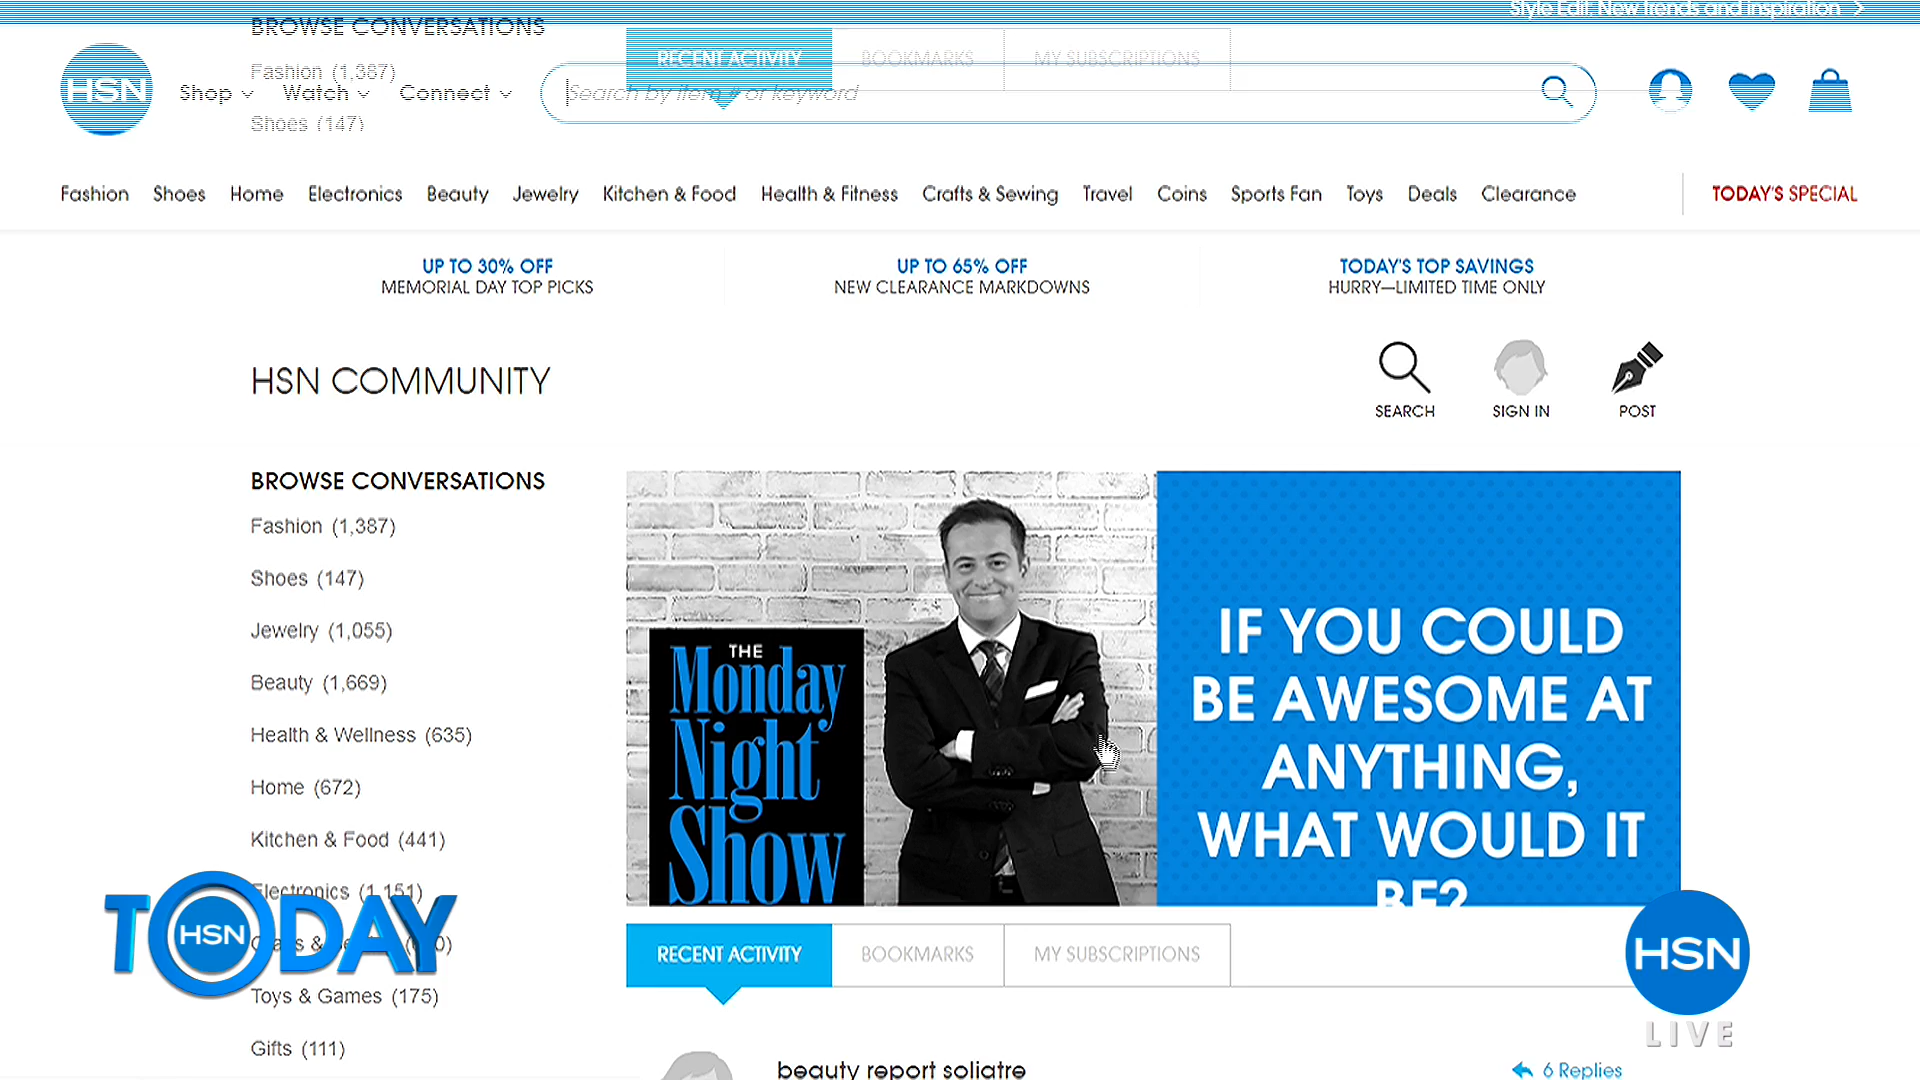 Style Edit: New Trends and Inspiration >
BROWSE CONVERSATIONS
RECENT ACTIVITY
BOOKMARKS
MY SUBSCRIPTIONS
Fashion (1,387)
HSN
Shop
Watch
Connect
Search by item # or keyword
Shoes (147)
Fashion Shoes Home Electronics Beauty Jewelry Kitchen & Food Health & Fitness Crafts & Sewing Travel Coins Sports Fan Toys Deals Clearance TODAY'S SPECIAL
UP TO 30% OFF
MEMORIAL DAY TOP PICKS
UP TO 65% OFF
NEW CLEARANCE MARKDOWNS
TODAY'S TOP SAVINGS
HURRY—LIMITED TIME ONLY
HSN COMMUNITY
SEARCH
SIGN IN
POST
BROWSE CONVERSATIONS
Fashion (1,387)
Shoes (147)
Jewelry (1,055)
Beauty (1,669)
Health & Wellness (635)
Home (672)
Kitchen & Food (441)
Electronics (1,151)
Toys & Games (175)
Gifts (111)
THE
Monday
Night
Show
IF YOU COULD
BE AWESOME AT
ANYTHING,
WHAT WOULD IT
BE?
RECENT ACTIVITY
BOOKMARKS
MY SUBSCRIPTIONS
beauty report soliatre
6 Replies
TODAY
HSN
HSN
LIVE